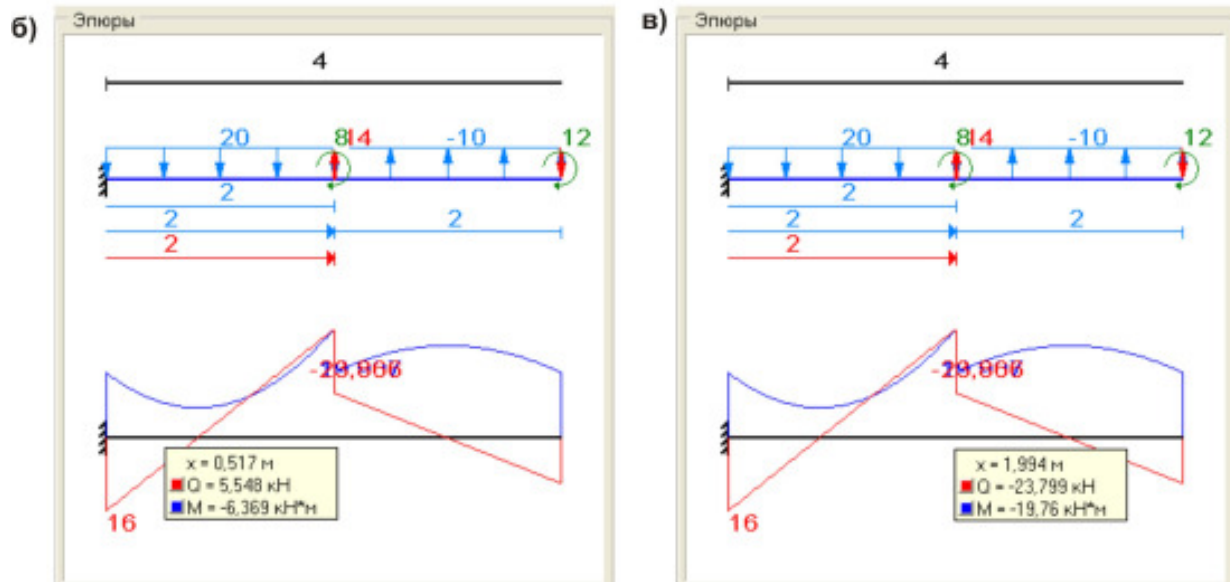 б)
Эпюры
4
20
8
14
-10
12
2
2
2
2
16
x = 0,517 м
Q = 5,548 кН
M = -6,369 кН*м
в)
Эпюры
4
20
8
14
-10
12
2
2
2
2
16
x = 1,994 м
Q = -23,799 кН
M = -19,76 кН*м